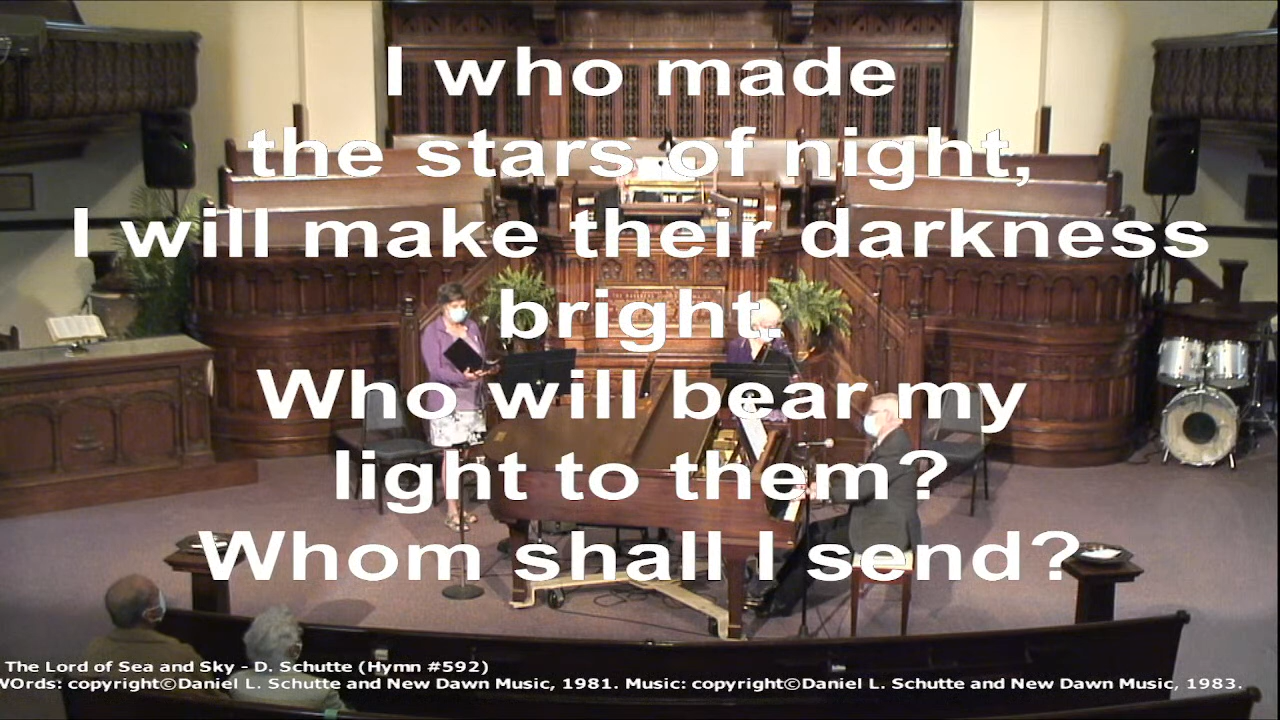 I who made
the stars of night,
I will make their darkness
bright.
Who will bear my
light to them?
Whom shall I send?
The Lord of Sea and Sky - D. Schutte (Hymn #592)
WOrds: copyright©Daniel L. Schutte and New Dawn Music, 1981. Music: copyright©Daniel L. Schutte and New Dawn Music, 1983.